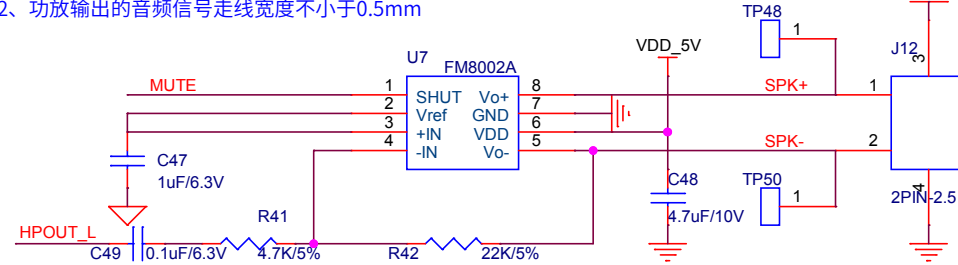 2、功放输出的音频信号走线宽度不小于0.5mm
TP48
1
U7
FM8002A
VDD_5V
J12
3
MUTE
1
SHUT
Vo+
8
SPK+
1
2
Vref
GND
7
3
+IN
VDD
6
4
-IN
Vo-
5
SPK-
2
C47
1uF/6.3V
C48
4.7uF/10V
TP50
1
4
2PIN-2.5
HPOUT_L
C49
0.1uF/6.3V
R41
4.7K/5%
R42
22K/5%